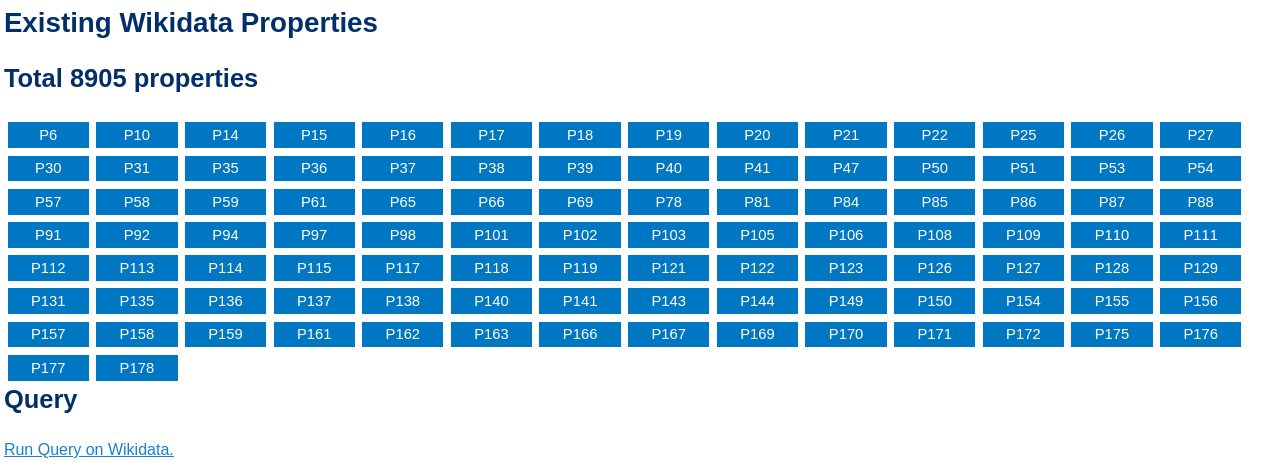 Existing Wikidata Properties
Total 8905 properties
P6 P10 P14 P15 P16 P17 P18 P19 P20 P21 P22 P25 P26 P27
P30 P31 P35 P36 P37 P38 P39 P40 P41 P47 P50 P51 P53 P54
P57 P58 P59 P61 P65 P66 P69 P78 P81 P84 P85 P86 P87 P88
P91 P92 P94 P97 P98 P101 P102 P103 P105 P106 P108 P109 P110 P111
P112 P113 P114 P115 P117 P118 P119 P121 P122 P123 P126 P127 P128 P129
P131 P135 P136 P137 P138 P140 P141 P143 P144 P149 P150 P154 P155 P156
P157 P158 P159 P161 P162 P163 P166 P167 P169 P170 P171 P172 P175 P176
P177 P178
Query
Run Query on Wikidata.